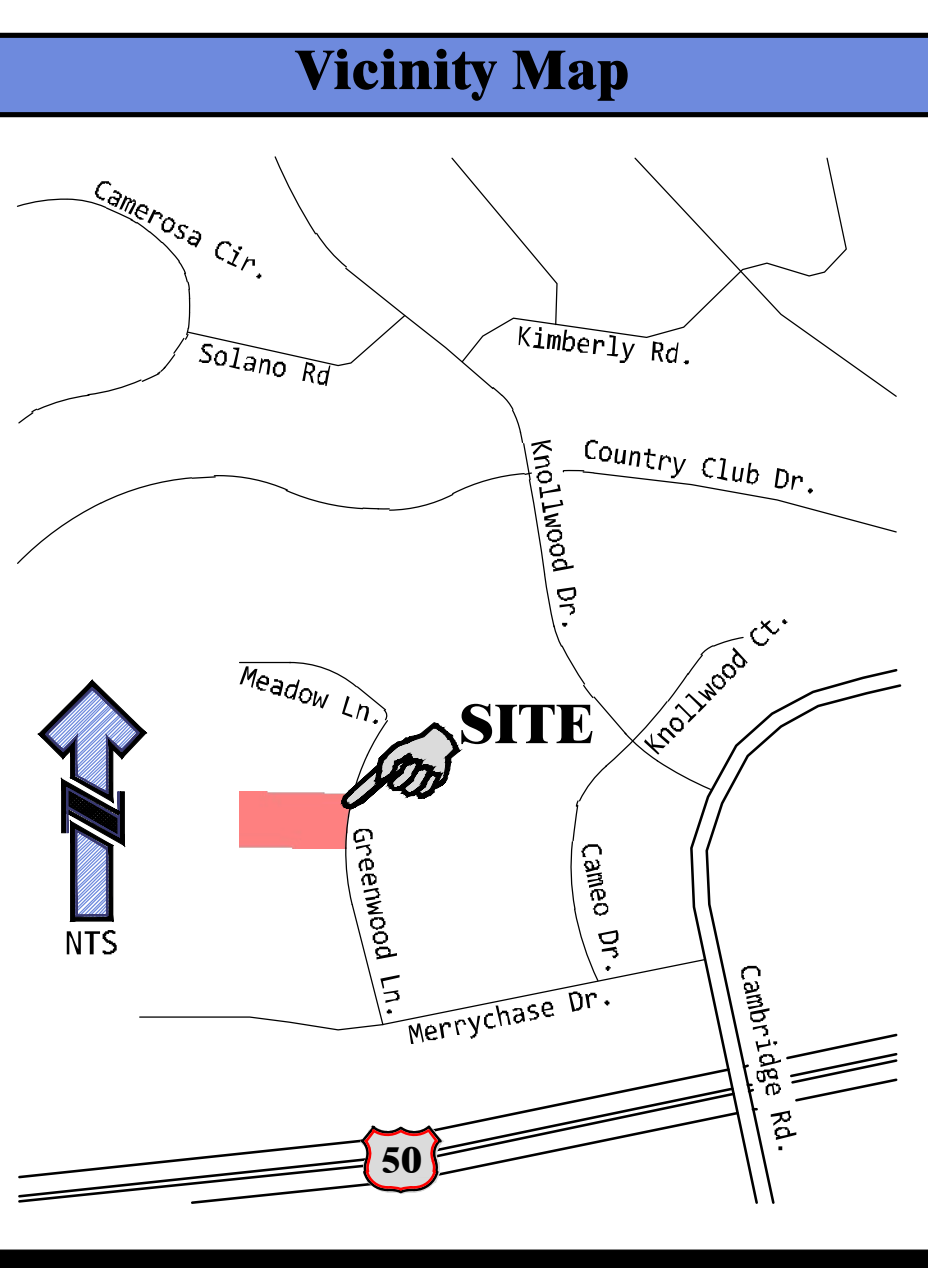 Vicinity Map
Camerosa Cir.
Solano Rd
Kimberly Rd.
Country Club Dr.
Knollwood Dr.
Knollwood Ct.
Meadow Ln.
SITE
Greenwood Ln.
Cameo Dr.
NTS
Merrychase Dr.
Cambridge Rd.
50